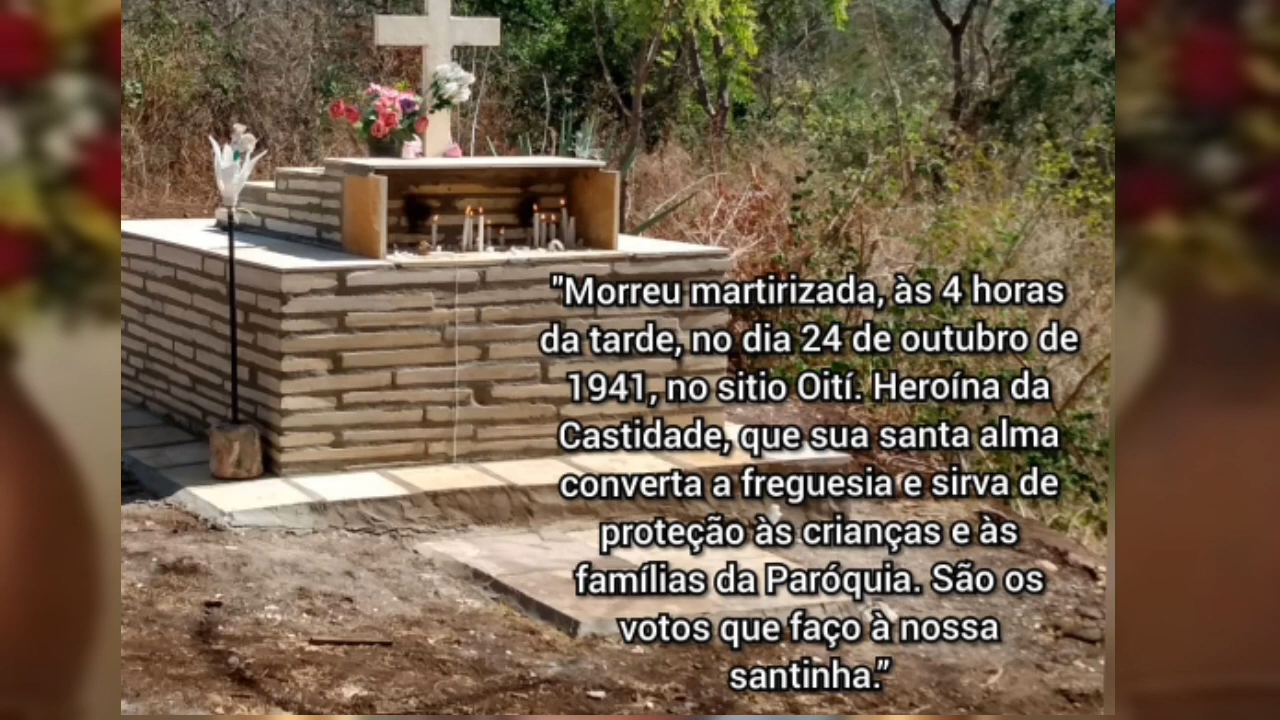 "Morreu martirizada, às 4 horas
da tarde, no dia 24 de outubro de
1941, no sitio Oití. Heroína da
Castidade, que sua santa alma
converta a freguesia e sirva de
proteção às crianças e às
famílias da Paróquia. São os
votos que faço à nossa
santinha.”